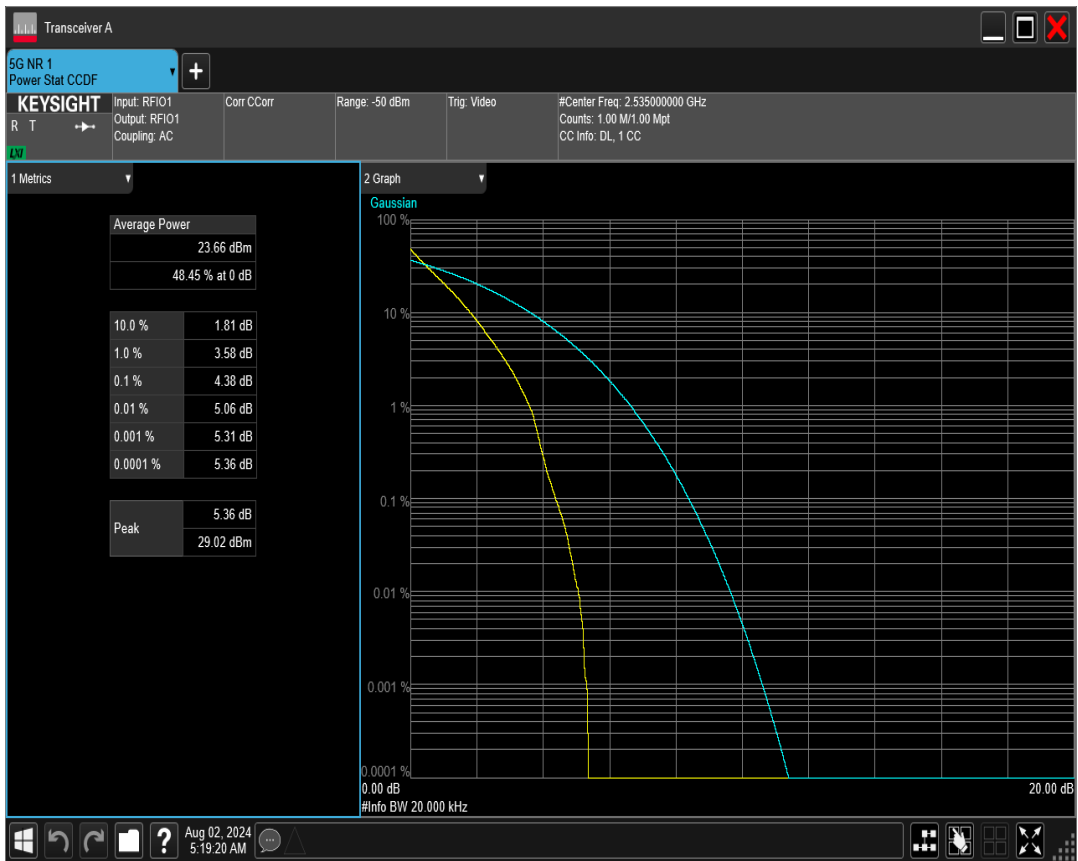 Transceiver A
5G NR 1
Power Stat CCDF
+
KEYSIGHT
R T
LXI
Input: RFIO1
Output: RFIO1
Coupling: AC
Corr CCorr
Range: -50 dBm
Trig: Video
#Center Freq: 2.535000000 GHz
Counts: 1.00 M/1.00 Mpt
CC Info: DL, 1 CC
1 Metrics
Average Power
23.66 dBm
48.45 % at 0 dB
10.0 % 1.81 dB
1.0 % 3.58 dB
0.1 % 4.38 dB
0.01 % 5.06 dB
0.001 % 5.31 dB
0.0001 % 5.36 dB
Peak
5.36 dB
29.02 dBm
2 Graph
Gaussian
100 %
10 %
1 %
0.1 %
0.01 %
0.001 %
0.0001 %
0.00 dB 20.00 dB
#Info BW 20.000 kHz
?
Aug 02, 2024
5:19:20 AM